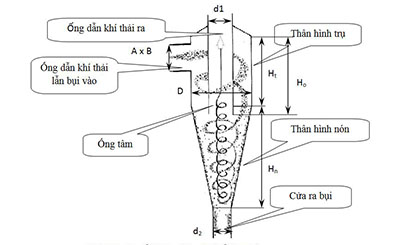 d1
Ống dẫn khí thải ra
Thân hình trụ
A x B
Ống dẫn khí thải
lẫn bụi vào
H₁
Hₒ
D
Ống tâm
Thân hình nón
Hₙ
Cửa ra bụi
d₂